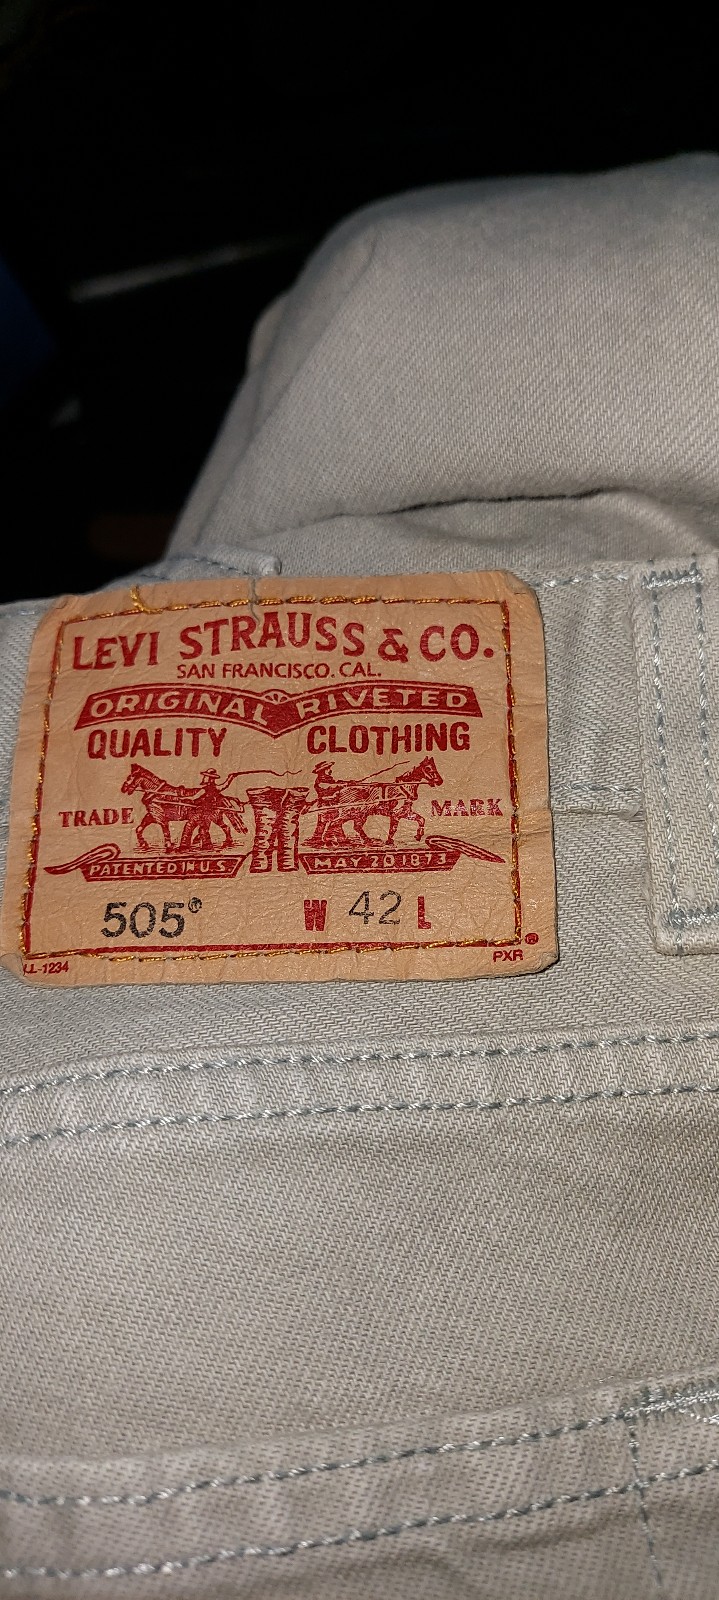 LEVI STRAUSS & CO.
SAN FRANCISCO. CAL.
ORIGINAL RIVETED
QUALITY CLOTHING
TRADE MARK
PATENTED IN U.S. MAY 20 1873
505® W 42 L
LL-1234 PXR ®